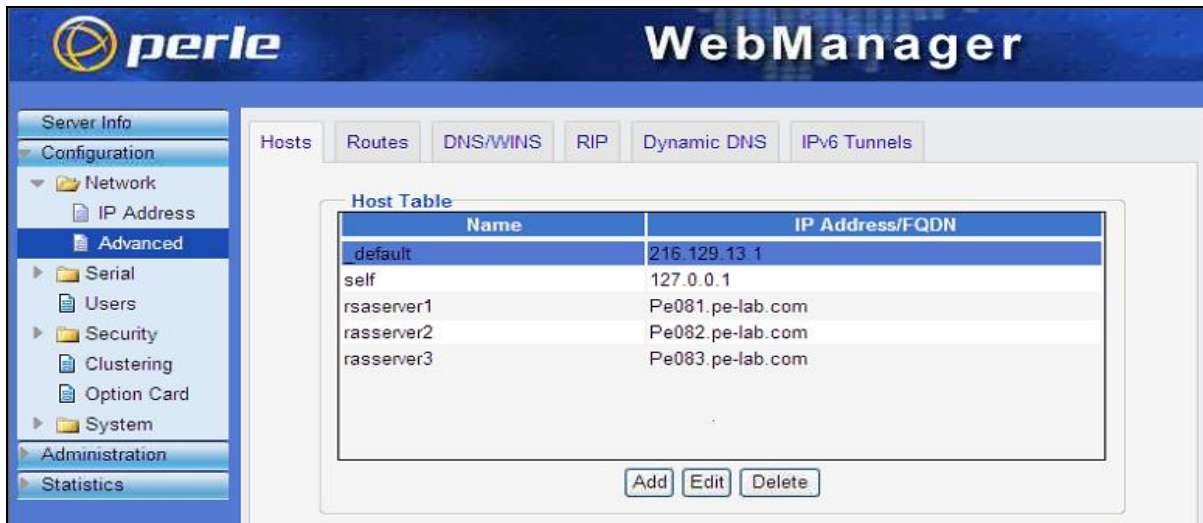 perle
WebManager
Server Info
Configuration
Network
IP Address
Advanced
Serial
Users
Security
Clustering
Option Card
System
Administration
Statistics
Hosts Routes DNS/WINS RIP Dynamic DNS IPv6 Tunnels
Host Table
Name IP Address/FQDN
_default 216.129.13.1
self 127.0.0.1
rsaserver1 Pe081.pe-lab.com
rasserver2 Pe082.pe-lab.com
rasserver3 Pe083.pe-lab.com
Add Edit Delete